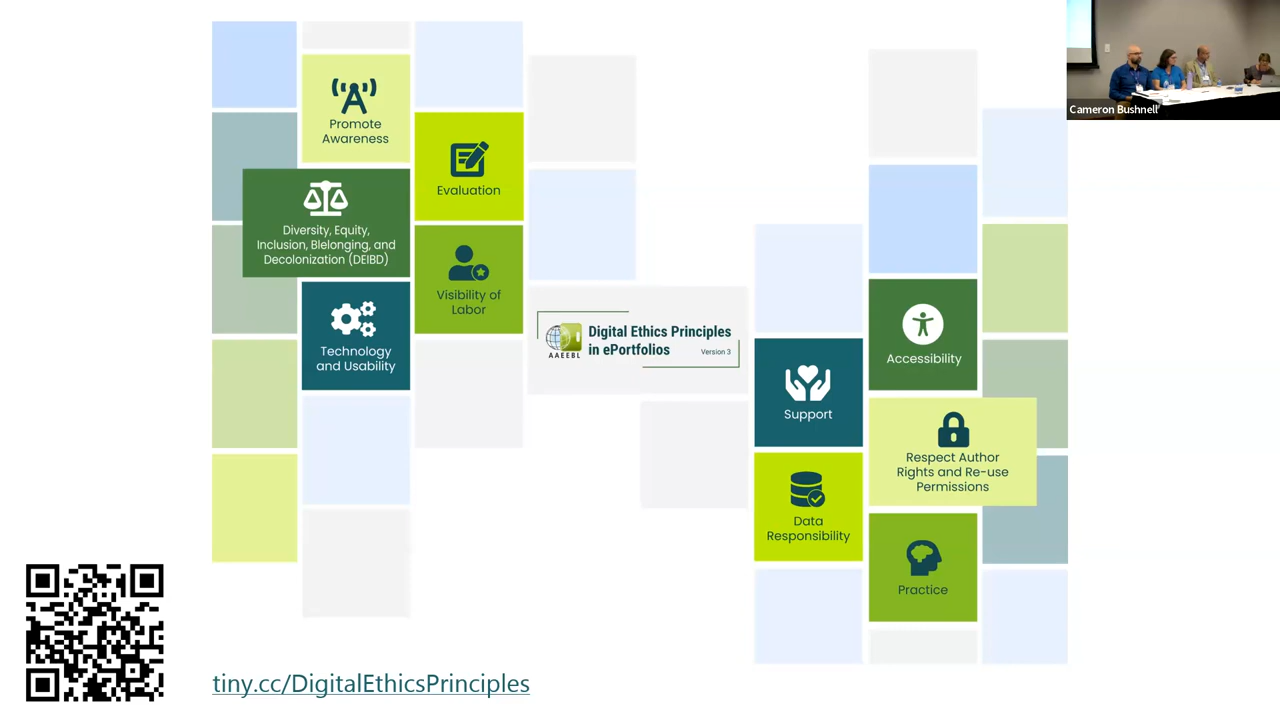 Promote
Awareness
Evaluation
Diversity, Equity,
Inclusion, Blelonging, and
Decolonization (DEIBD)
Visibility of
Labor
Technology
and Usability
AAEEBL
Digital Ethics Principles
in ePortfolios
Version 3
Accessibility
Support
Respect Author
Rights and Re-use
Permissions
Data
Responsibility
Practice
tiny.cc/DigitalEthicsPrinciples
Cameron Bushnell